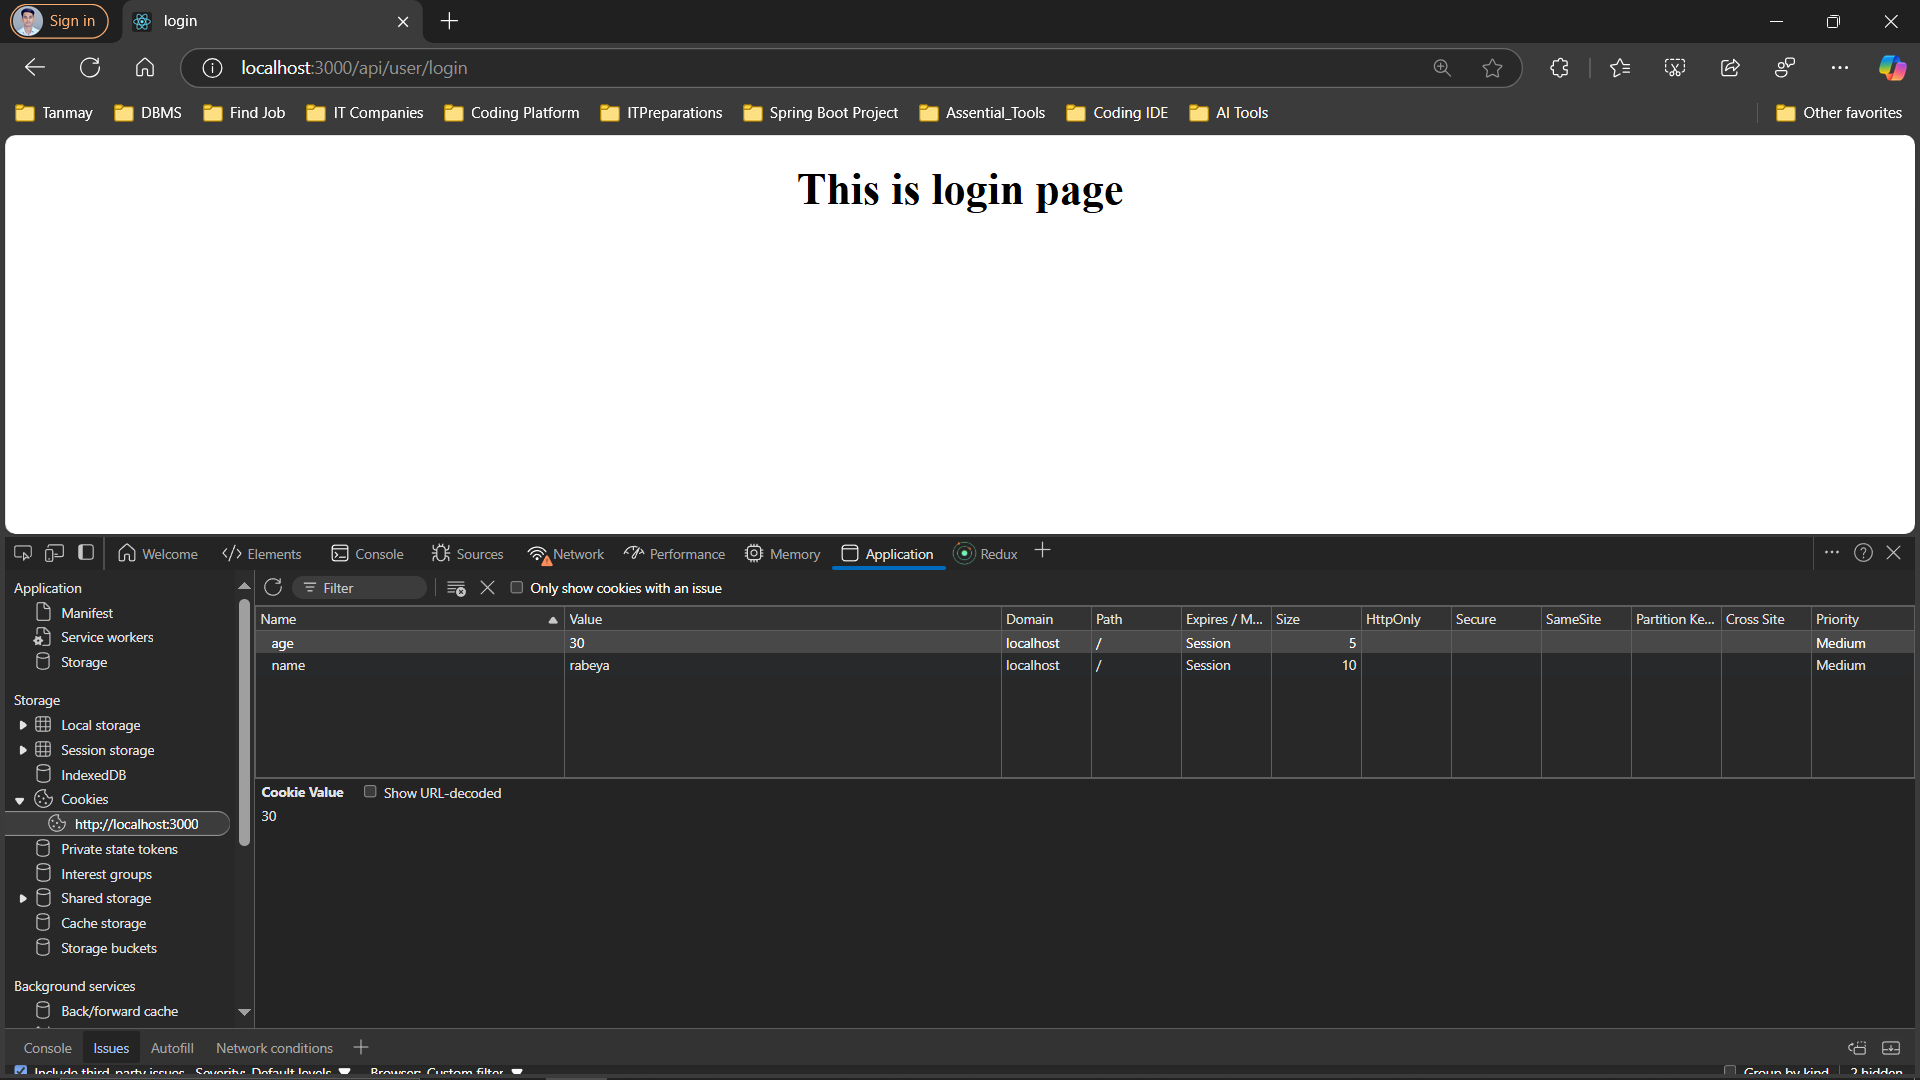 Sign in login
localhost:3000/api/user/login
Tanmay DBMS Find Job IT Companies Coding Platform ITPreparations Spring Boot Project Assential_Tools Coding IDE AI Tools Other favorites
This is login page
Welcome Elements Console Sources Network Performance Memory Application Redux
Application
Manifest
Service workers
Storage
Storage
Local storage
Session storage
IndexedDB
Cookies
http://localhost:3000
Private state tokens
Interest groups
Shared storage
Cache storage
Storage buckets
Background services
Back/forward cache
Filter Only show cookies with an issue
Name Value Domain Path Expires / M... Size HttpOnly Secure SameSite Partition Ke... Cross Site Priority
age 30 localhost / Session 5 Medium
name rabeya localhost / Session 10 Medium
Cookie Value Show URL-decoded
30
Console Issues Autofill Network conditions
Include third-party issues Severity: Default levels Browser: Custom filter Group by kind 2 hidden